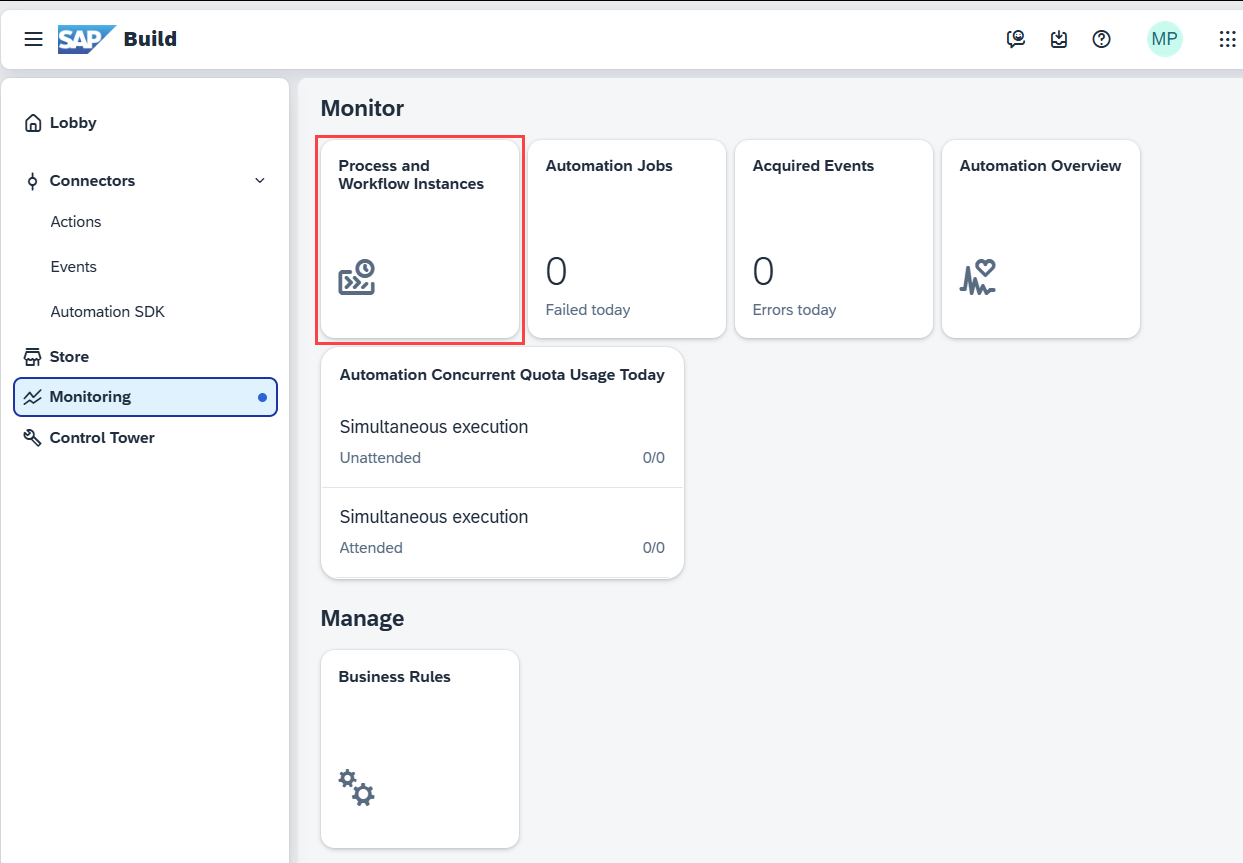 SAP Build
MP
Lobby
Connectors
Actions
Events
Automation SDK
Store
Monitoring
Control Tower
Monitor
Process and
Workflow Instances
Automation Jobs
0
Failed today
Acquired Events
0
Errors today
Automation Overview
Automation Concurrent Quota Usage Today
Simultaneous execution
Unattended 0/0
Simultaneous execution
Attended 0/0
Manage
Business Rules